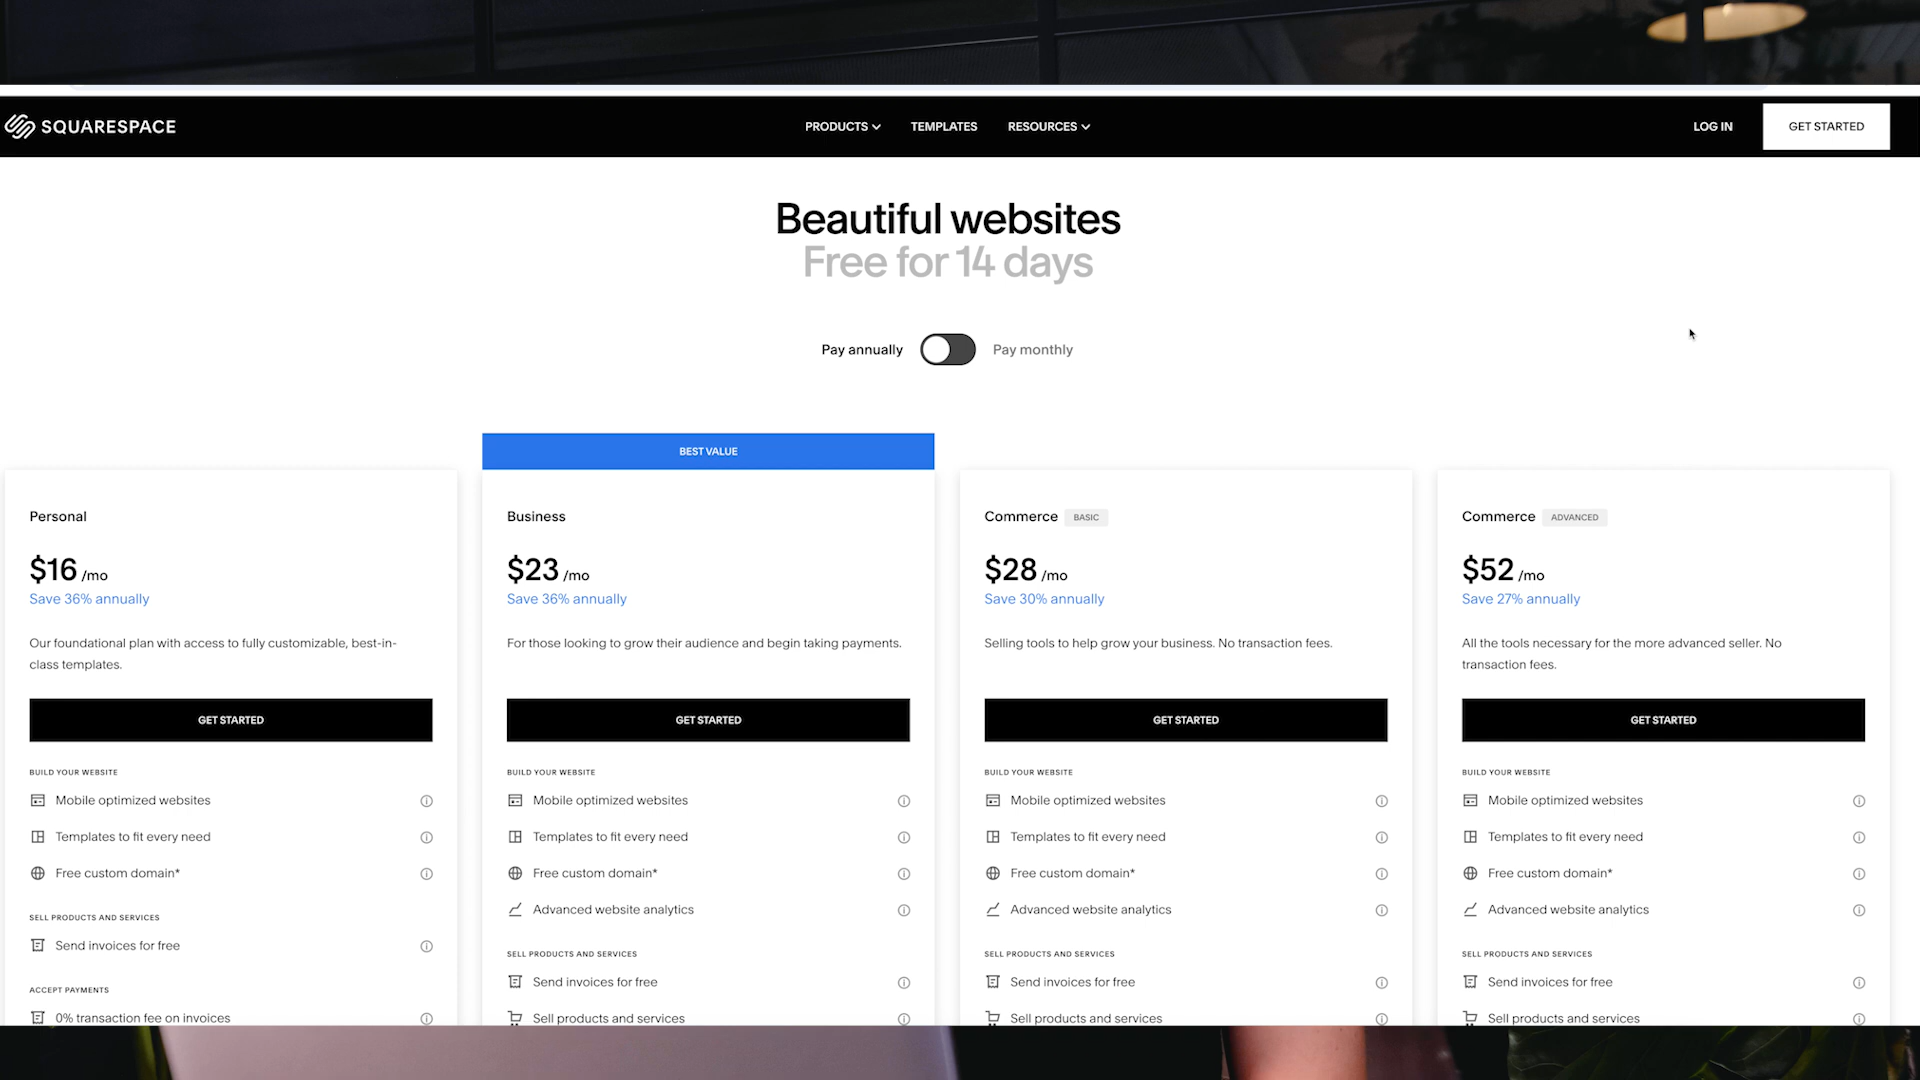 SQUARESPACE
PRODUCTS
TEMPLATES
RESOURCES
LOG IN
GET STARTED
Beautiful websites
Free for 14 days
Pay annually
Pay monthly
BEST VALUE
Personal
$16 /mo
Save 36% annually
Our foundational plan with access to fully customizable, best-in-
class templates.
GET STARTED
BUILD YOUR WEBSITE
Mobile optimized websites
Templates to fit every need
Free custom domain*
SELL PRODUCTS AND SERVICES
Send invoices for free
ACCEPT PAYMENTS
0% transaction fee on invoices
Business
$23 /mo
Save 36% annually
For those looking to grow their audience and begin taking payments.
GET STARTED
BUILD YOUR WEBSITE
Mobile optimized websites
Templates to fit every need
Free custom domain*
Advanced website analytics
SELL PRODUCTS AND SERVICES
Send invoices for free
Sell products and services
Commerce BASIC
$28 /mo
Save 30% annually
Selling tools to help grow your business. No transaction fees.
GET STARTED
BUILD YOUR WEBSITE
Mobile optimized websites
Templates to fit every need
Free custom domain*
Advanced website analytics
SELL PRODUCTS AND SERVICES
Send invoices for free
Sell products and services
Commerce ADVANCED
$52 /mo
Save 27% annually
All the tools necessary for the more advanced seller. No
transaction fees.
GET STARTED
BUILD YOUR WEBSITE
Mobile optimized websites
Templates to fit every need
Free custom domain*
Advanced website analytics
SELL PRODUCTS AND SERVICES
Send invoices for free
Sell products and services